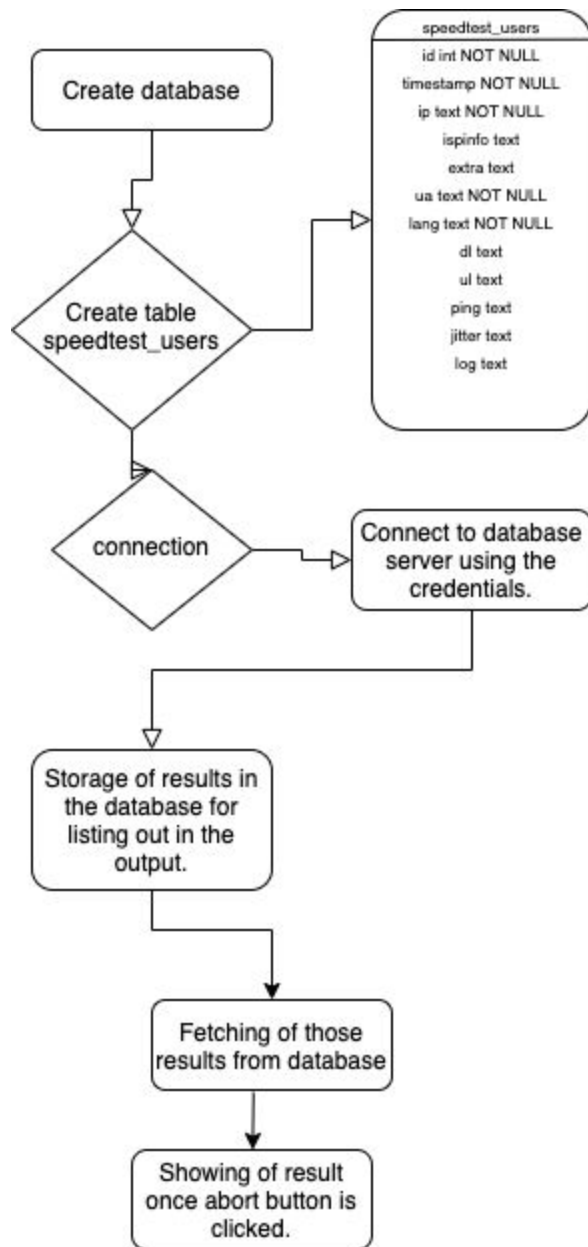 Create database
speedtest_users
id int NOT NULL
timestamp NOT NULL
ip text NOT NULL
ispinfo text
extra text
ua text NOT NULL
lang text NOT NULL
dl text
ul text
ping text
jitter text
log text
Create table
speedtest_users
connection
Connect to database
server using the
credentials.
Storage of results in
the database for
listing out in the
output.
Fetching of those
results from database
Showing of result
once abort button is
clicked.